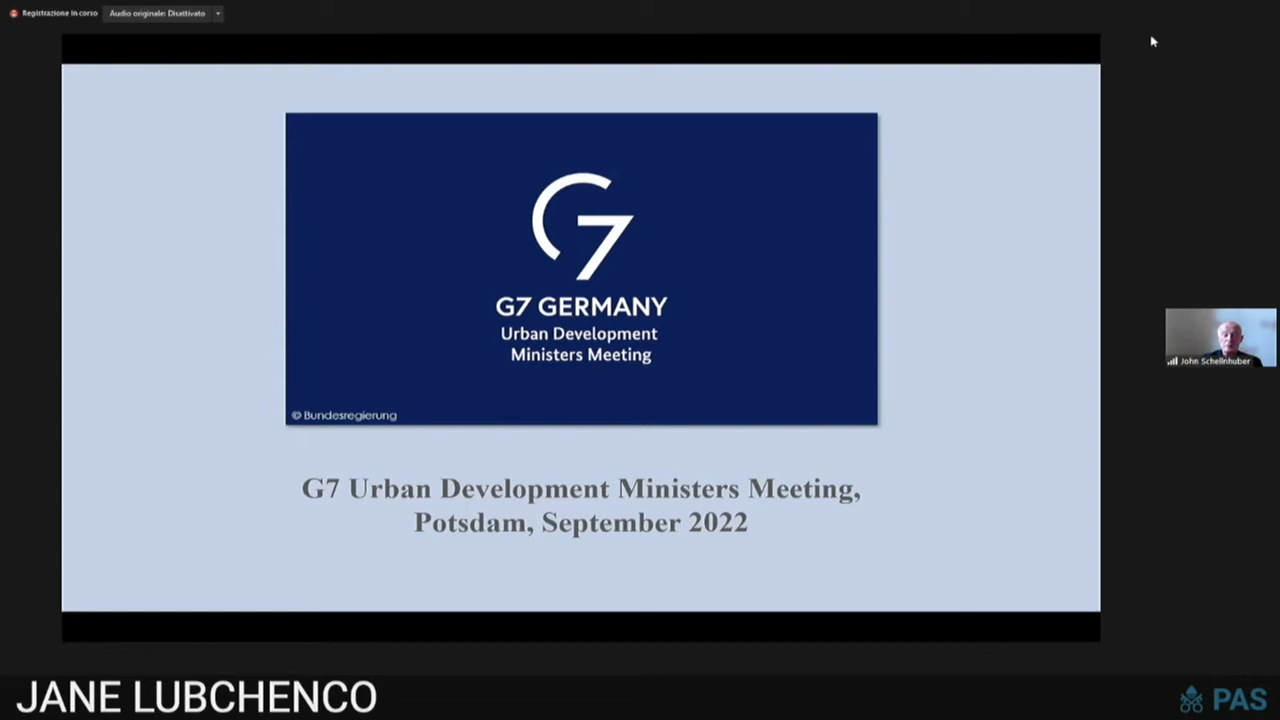 Registrazione in corso
Audio originale: Disattivato
G7
G7 GERMANY
Urban Development
Ministers Meeting
© Bundesregierung
G7 Urban Development Ministers Meeting,
Potsdam, September 2022
John Schellnhuber
JANE LUBCHENCO
PAS